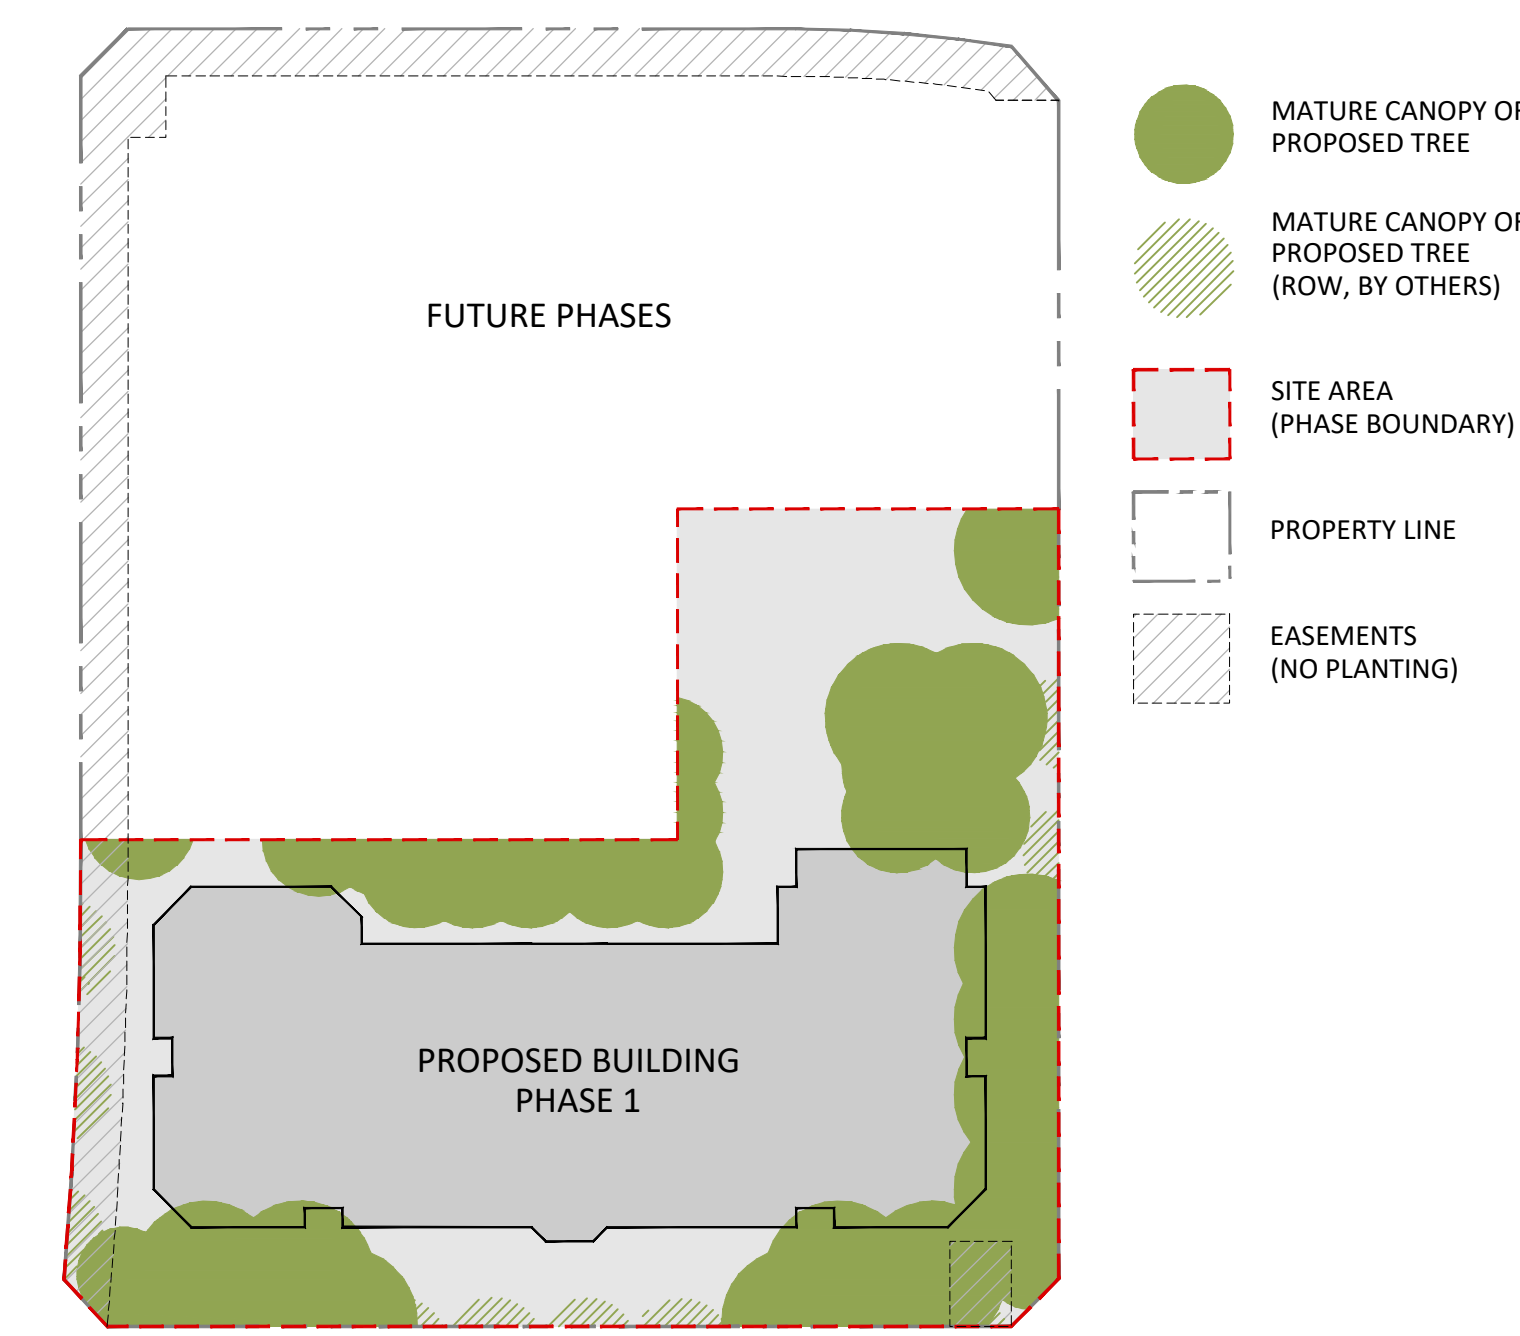 FUTURE PHASES
PROPOSED BUILDING
PHASE 1
MATURE CANOPY OF
PROPOSED TREE
MATURE CANOPY OF
PROPOSED TREE
(ROW, BY OTHERS)
SITE AREA
(PHASE BOUNDARY)
PROPERTY LINE
EASEMENTS
(NO PLANTING)